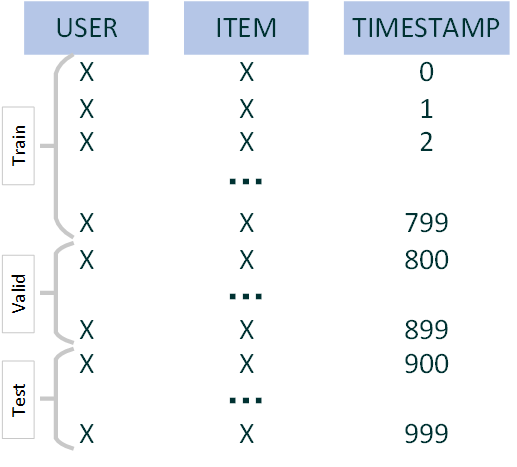 USER ITEM TIMESTAMP
X X 0
X X 1
X X 2
Train
...
X X 799
X X 800
Valid
...
X X 899
X X 900
Test
...
X X 999